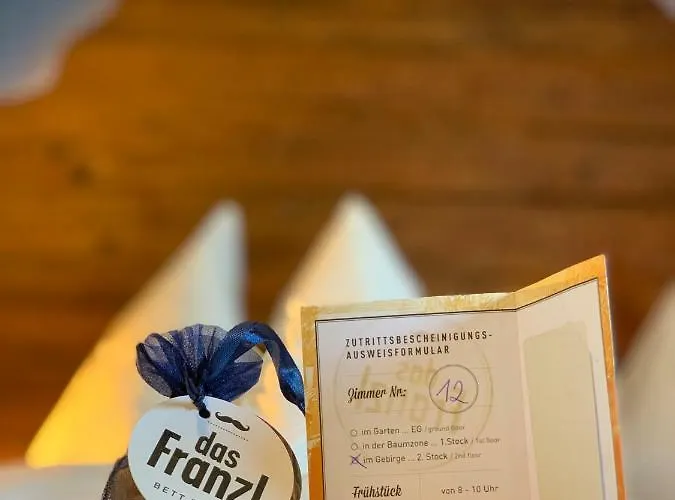 ZUTRITTSBESCHEINIGUNGS-
AUSWEISFORMULAR
Zimmer Nr.: 12
im Garten ... EG / ground floor
in der Baumzone ... 1.Stock / 1st floor
im Gebirge ... 2. Stock / 2nd floor
Frühstück von 8 - 10 Uhr
das
Franzl
BETT